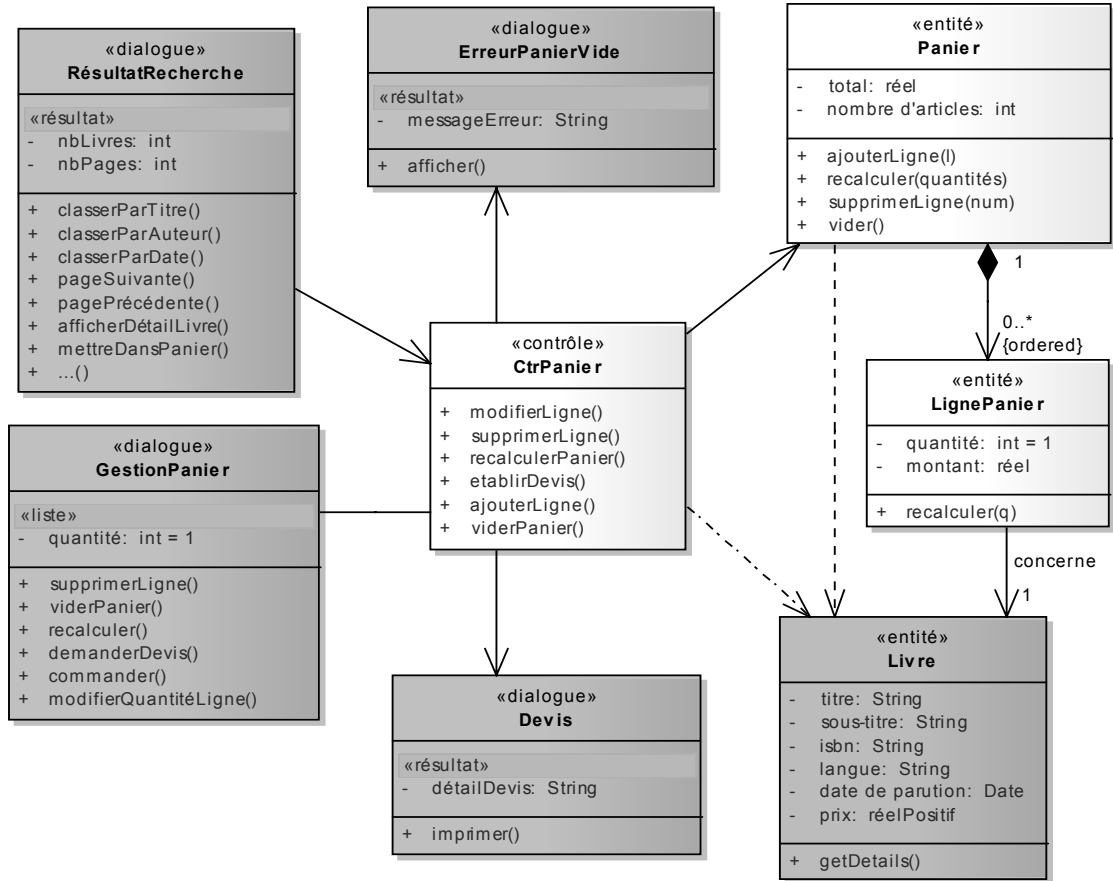 «dialogue»
RésultatRecherche
«résultat»
- nbLivres: int
- nbPages: int
+ classerParTitre()
+ classerParAuteur()
+ classerParDate()
+ pageSuivante()
+ pagePrécédente()
+ afficherDétailLivre()
+ mettreDansPanier()
+ ...()
«dialogue»
ErreurPanierVide
«résultat»
- messageErreur: String
+ afficher()
«entité»
Panier
- total: réel
- nombre d'articles: int
+ ajouterLigne(l)
+ recalculer(quantités)
+ supprimerLigne(num)
+ vider()
1
0..*
{ordered}
«contrôle»
CtrPanier
+ modifierLigne()
+ supprimerLigne()
+ recalculerPanier()
+ etablirDevis()
+ ajouterLigne()
+ viderPanier()
«entité»
LignePanier
- quantité: int = 1
- montant: réel
+ recalculer(q)
concerne
1
«dialogue»
GestionPanier
«liste»
- quantité: int = 1
+ supprimerLigne()
+ viderPanier()
+ recalculer()
+ demanderDevis()
+ commander()
+ modifierQuantitéLigne()
«dialogue»
Devis
«résultat»
- détailDevis: String
+ imprimer()
«entité»
Livre
- titre: String
- sous-titre: String
- isbn: String
- langue: String
- date de parution: Date
- prix: réelPositif
+ getDetails()